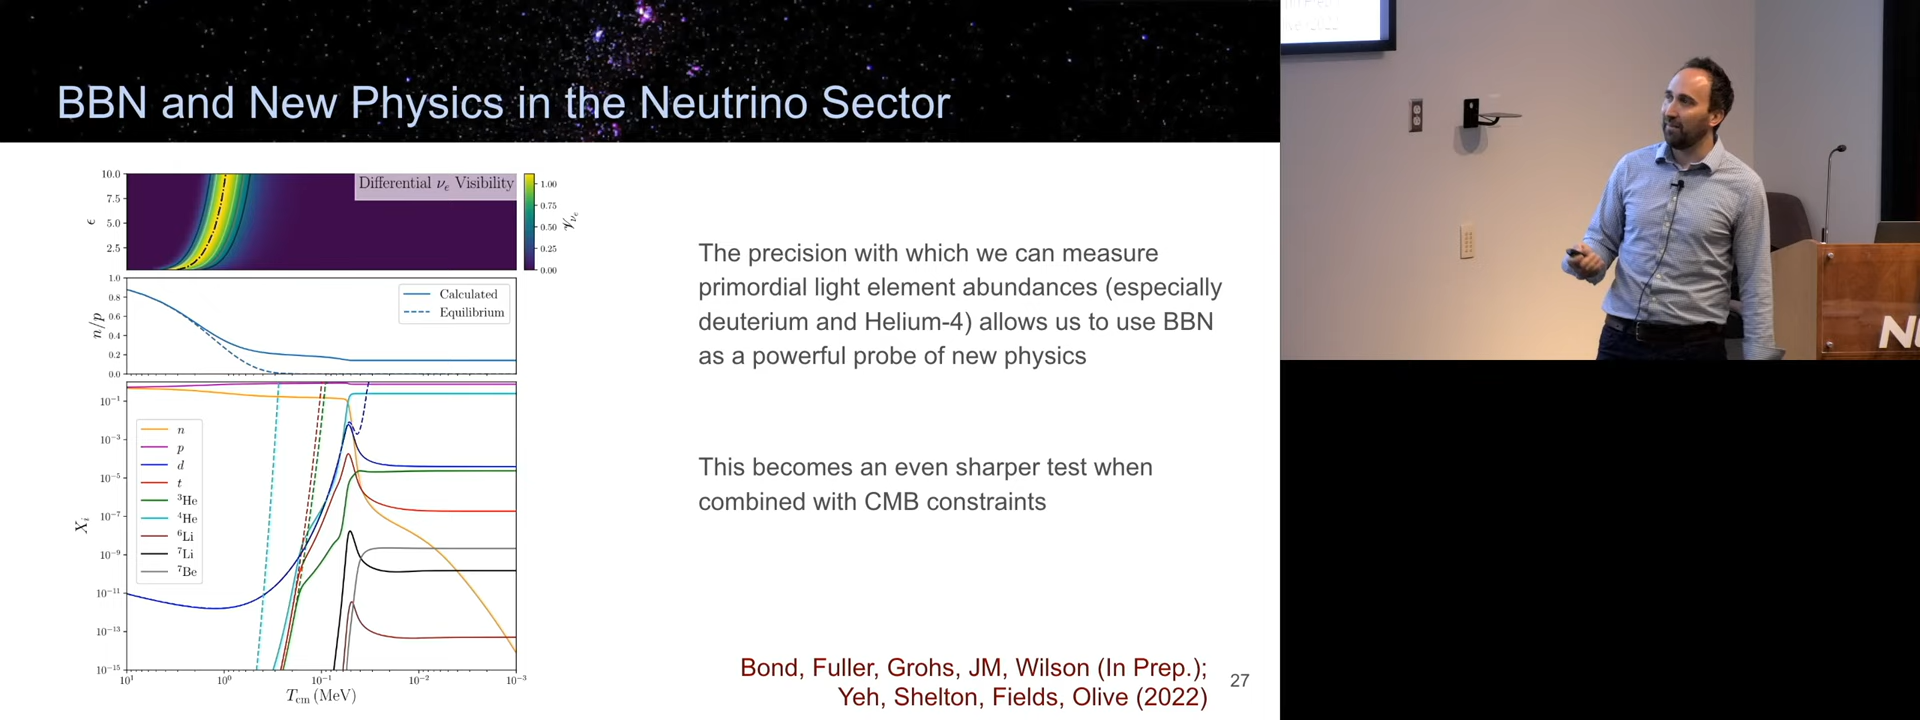 BBN and New Physics in the Neutrino Sector
Differential νe Visibility
10.0
7.5
5.0
2.5
ϵ
1.00
0.75
0.50
0.25
0.00
1.0
0.8
0.6
0.4
0.2
0.0
n/p
Calculated
Equilibrium
10⁻¹
10⁻³
10⁻⁵
10⁻⁷
10⁻⁹
10⁻¹¹
10⁻¹³
10⁻¹⁵
Xi
n
p
d
t
³He
⁴He
⁶Li
⁷Li
⁷Be
10¹ 10⁰ 10⁻¹ 10⁻² 10⁻³
Tcm (MeV)
The precision with which we can measure
primordial light element abundances (especially
deuterium and Helium-4) allows us to use BBN
as a powerful probe of new physics
This becomes an even sharper test when
combined with CMB constraints
Bond, Fuller, Grohs, JM, Wilson (In Prep.);
Yeh, Shelton, Fields, Olive (2022)
27